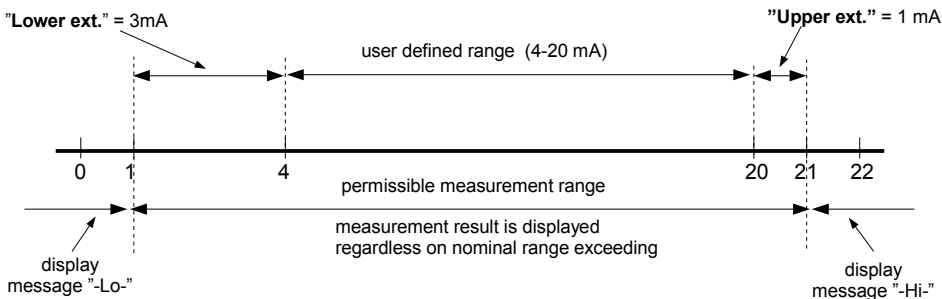 "Lower ext." = 3mA
"Upper ext." = 1 mA
user defined range (4-20 mA)
0 1 4 20 21 22
permissible measurement range
measurement result is displayed
regardless on nominal range exceeding
display
message "-Lo-"
display
message "-Hi-"